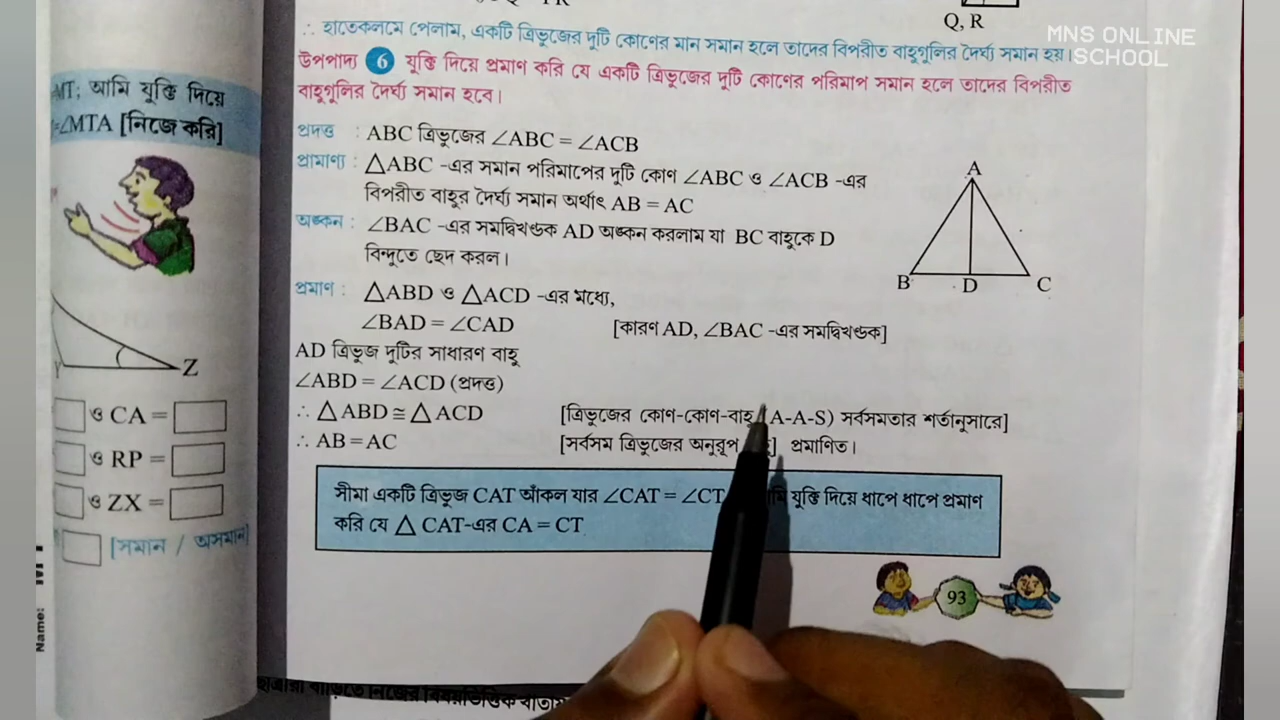 Q, R
MNS ONLINE
SCHOOL
∴ হাতেকলমে পেলাম, একটি ত্রিভুজের দুটি কোণের মান সমান হলে তাদের বিপরীত বাহুগুলির দৈর্ঘ্য সমান হয়।
উপপাদ্য 6 যুক্তি দিয়ে প্রমাণ করি যে একটি ত্রিভুজের দুটি কোণের পরিমাপ সমান হলে তাদের বিপরীত
বাহুগুলির দৈর্ঘ্য সমান হবে।
প্রদত্ত : ABC ত্রিভুজের ∠ABC = ∠ACB
প্রামাণ্য : △ABC -এর সমান পরিমাপের দুটি কোণ ∠ABC ও ∠ACB -এর
বিপরীত বাহুর দৈর্ঘ্য সমান অর্থাৎ AB = AC
অঙ্কন : ∠BAC -এর সমদ্বিখণ্ডক AD অঙ্কন করলাম যা BC বাহুকে D
বিন্দুতে ছেদ করল।
প্রমাণ : △ABD ও △ACD -এর মধ্যে,
∠BAD = ∠CAD [কারণ AD, ∠BAC -এর সমদ্বিখণ্ডক]
AD ত্রিভুজ দুটির সাধারণ বাহু
∠ABD = ∠ACD (প্রদত্ত)
∴ △ABD ≅ △ACD [ত্রিভুজের কোণ-কোণ-বাহু (A-A-S) সর্বসমতার শর্তানুসারে]
∴ AB = AC [সর্বসম ত্রিভুজের অনুরূপ ] প্রমাণিত।
A
B D C
সীমা একটি ত্রিভুজ CAT আঁকল যার ∠CAT = ∠CT যুক্তি দিয়ে ধাপে ধাপে প্রমাণ
করি যে △ CAT-এর CA = CT
93
MT; আমি যুক্তি দিয়ে
=∠MTA [নিজে করি]
Y Z
ও CA =
ও RP =
ও ZX =
[সমান / অসমান]
Name: